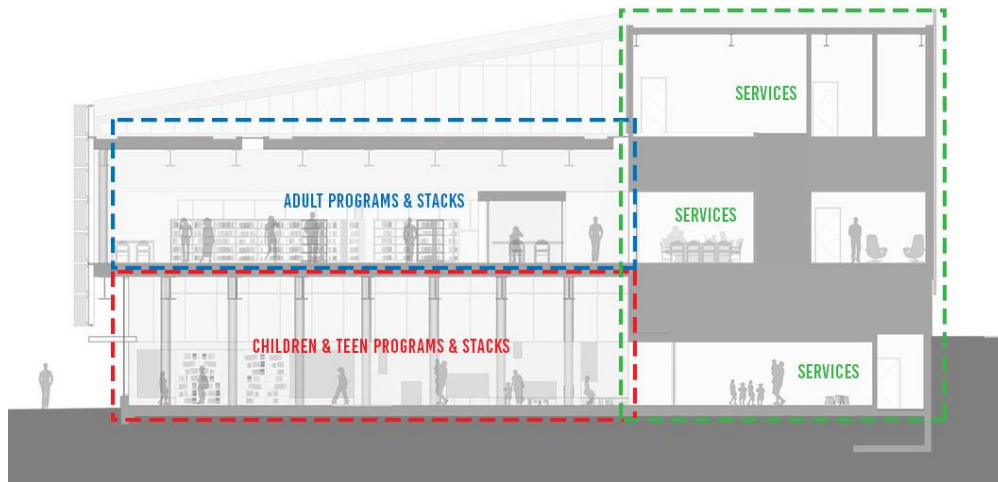 SERVICES
ADULT PROGRAMS & STACKS
SERVICES
CHILDREN & TEEN PROGRAMS & STACKS
SERVICES